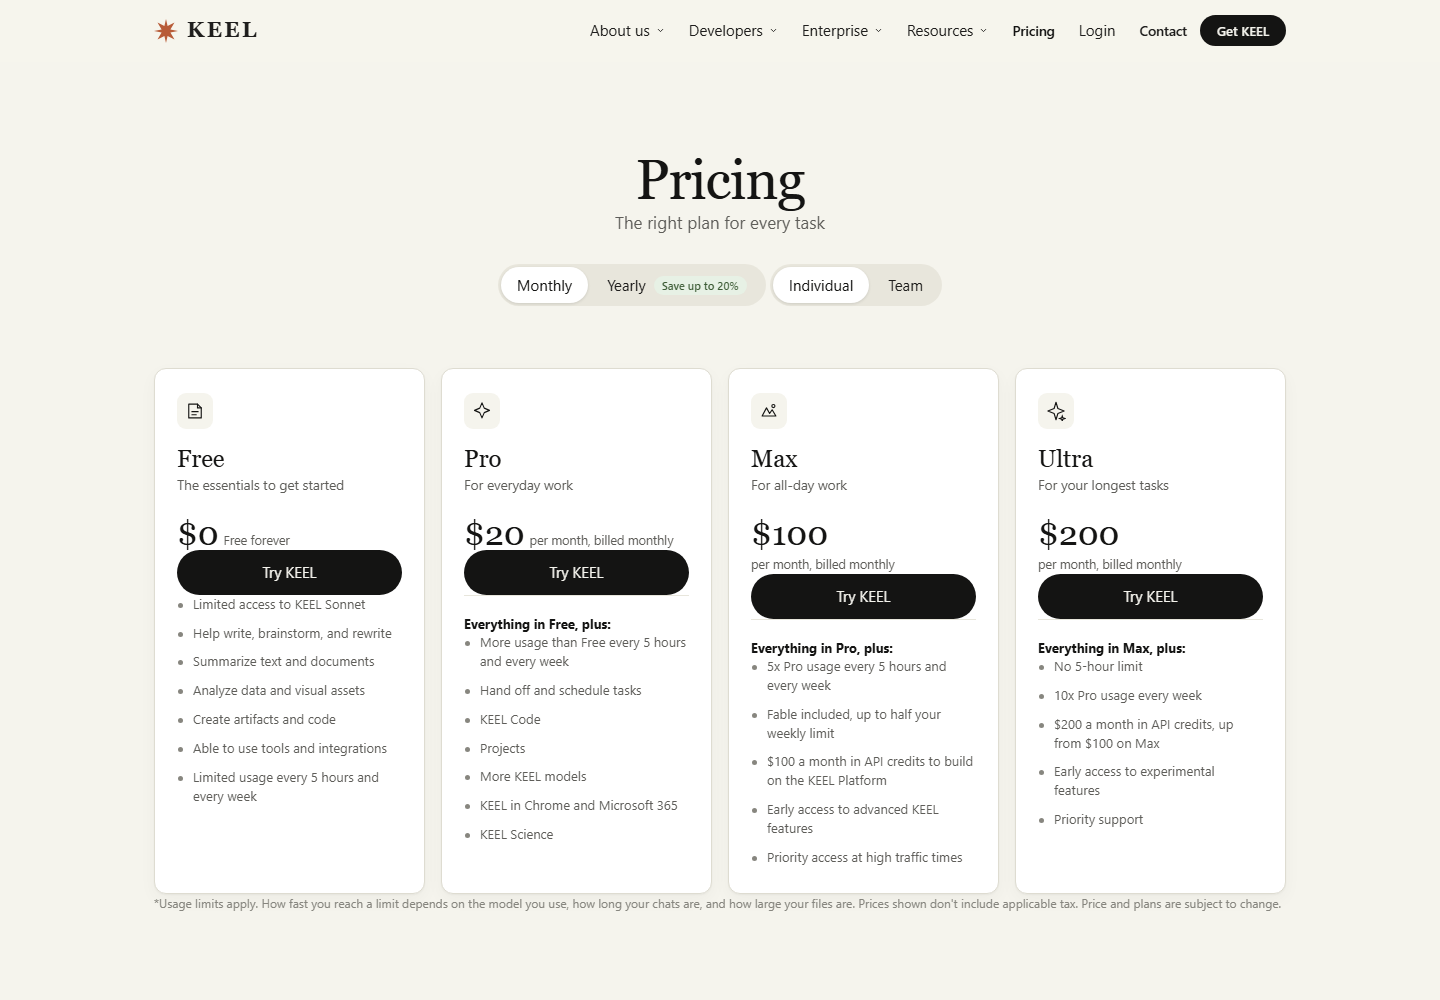 KEEL
About us
Developers
Enterprise
Resources
Pricing
Login
Contact
Get KEEL
Pricing
The right plan for every task
Monthly
Yearly
Save up to 20%
Individual
Team
Free
The essentials to get started
$0 Free forever
Try KEEL
Limited access to KEEL Sonnet
Help write, brainstorm, and rewrite
Summarize text and documents
Analyze data and visual assets
Create artifacts and code
Able to use tools and integrations
Limited usage every 5 hours and
every week
Pro
For everyday work
$20 per month, billed monthly
Try KEEL
Everything in Free, plus:
More usage than Free every 5 hours
and every week
Hand off and schedule tasks
KEEL Code
Projects
More KEEL models
KEEL in Chrome and Microsoft 365
KEEL Science
Max
For all-day work
$100
per month, billed monthly
Try KEEL
Everything in Pro, plus:
5x Pro usage every 5 hours and
every week
Fable included, up to half your
weekly limit
$100 a month in API credits to build
on the KEEL Platform
Early access to advanced KEEL
features
Priority access at high traffic times
Ultra
For your longest tasks
$200
per month, billed monthly
Try KEEL
Everything in Max, plus:
No 5-hour limit
10x Pro usage every week
$200 a month in API credits, up
from $100 on Max
Early access to experimental
features
Priority support
*Usage limits apply. How fast you reach a limit depends on the model you use, how long your chats are, and how large your files are. Prices shown don't include applicable tax. Price and plans are subject to change.